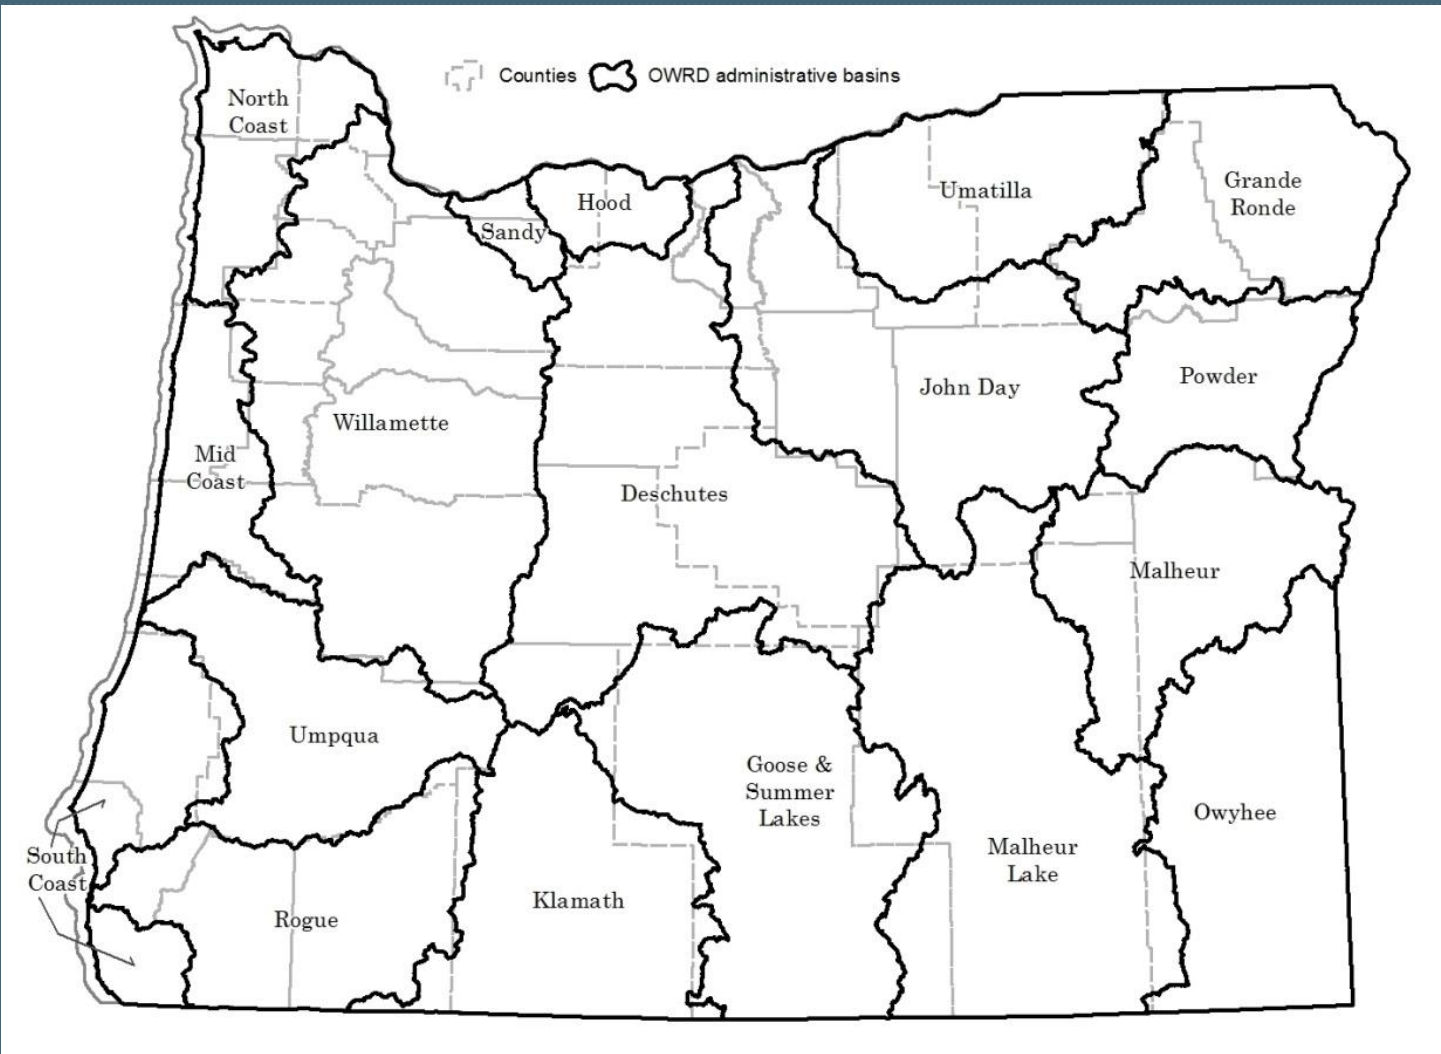 Counties
OWRD administrative basins
North
Coast
Hood
Sandy
Umatilla
Grande
Ronde
Willamette
John Day
Powder
Mid
Coast
Deschutes
Malheur
Umpqua
Goose &
Summer
Lakes
Owyhee
South
Coast
Malheur
Lake
Klamath
Rogue